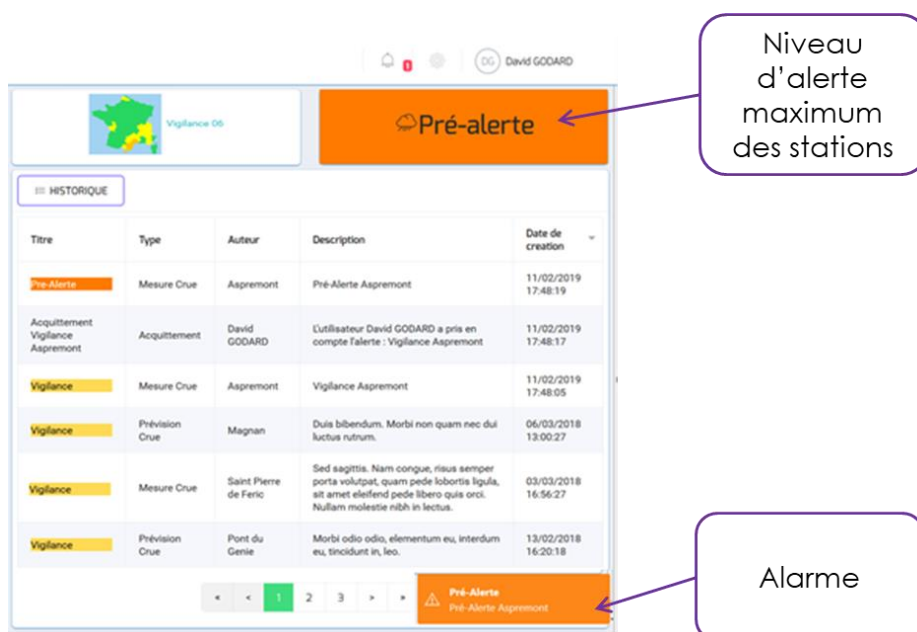 Niveau
d'alerte
maximum
des stations
DG David GODARD
Vigilance 06
Pré-alerte
HISTORIQUE
Titre Type Auteur Description Date de creation
Pre-Alerte Mesure Crue Aspremont Pré-Alerte Aspremont 11/02/2019 17:48:19
Acquittement Vigilance Aspremont Acquittement David GODARD L'utilisateur David GODARD a pris en compte l'alerte : Vigilance Aspremont 11/02/2019 17:48:17
Vigilance Mesure Crue Aspremont Vigilance Aspremont 11/02/2019 17:48:05
Vigilance Prévision Crue Magnan Duis bibendum. Morbi non quam nec dui luctus rutrum. 06/03/2018 13:00:27
Vigilance Mesure Crue Saint Pierre de Feric Sed sagittis. Nam congue, risus semper porta volutpat, quam pede lobortis ligula, sit amet eleifend pede libero quis orci. Nullam molestie nibh in lectus. 03/03/2018 16:56:27
Vigilance Prévision Crue Pont du Genie Morbi odio odio, elementum eu, interdum eu, tincidunt in, leo. 13/02/2018 16:20:18
« < 1 2 3 > »
Pré-Alerte
Pré-Alerte Aspremont
Alarme